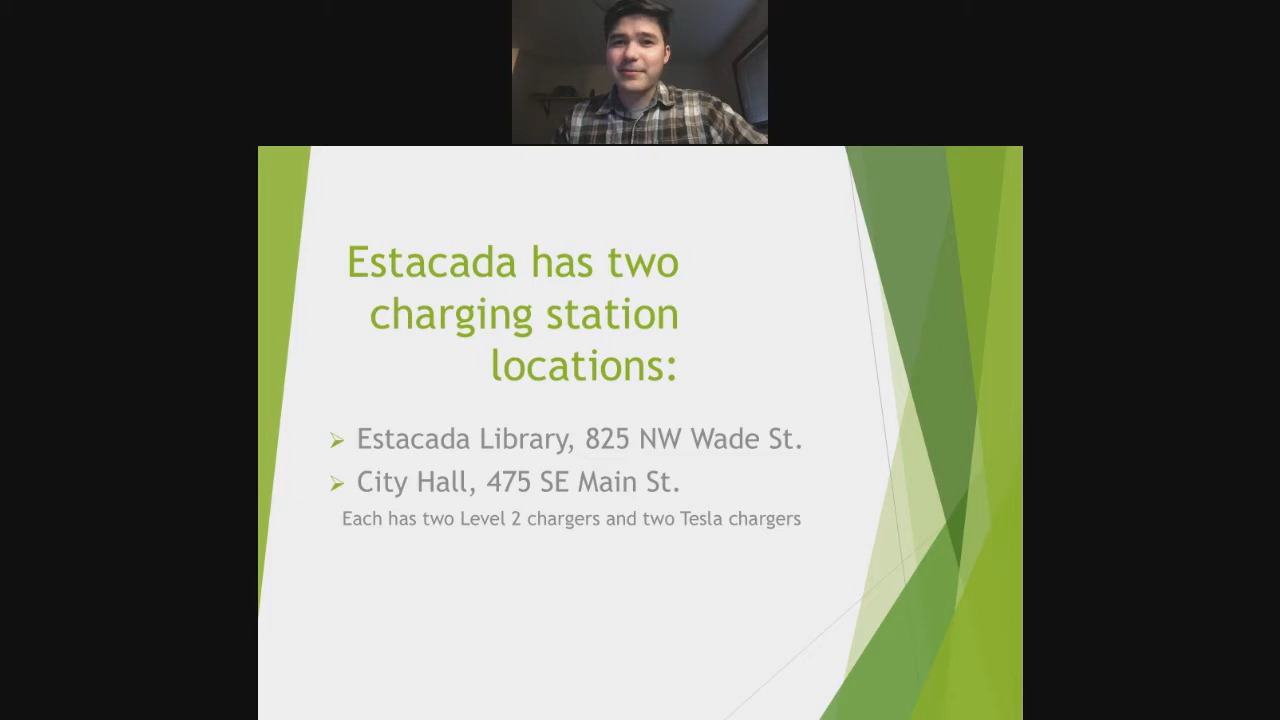 Estacada has two
charging station
locations:
Estacada Library, 825 NW Wade St.
City Hall, 475 SE Main St.
Each has two Level 2 chargers and two Tesla chargers